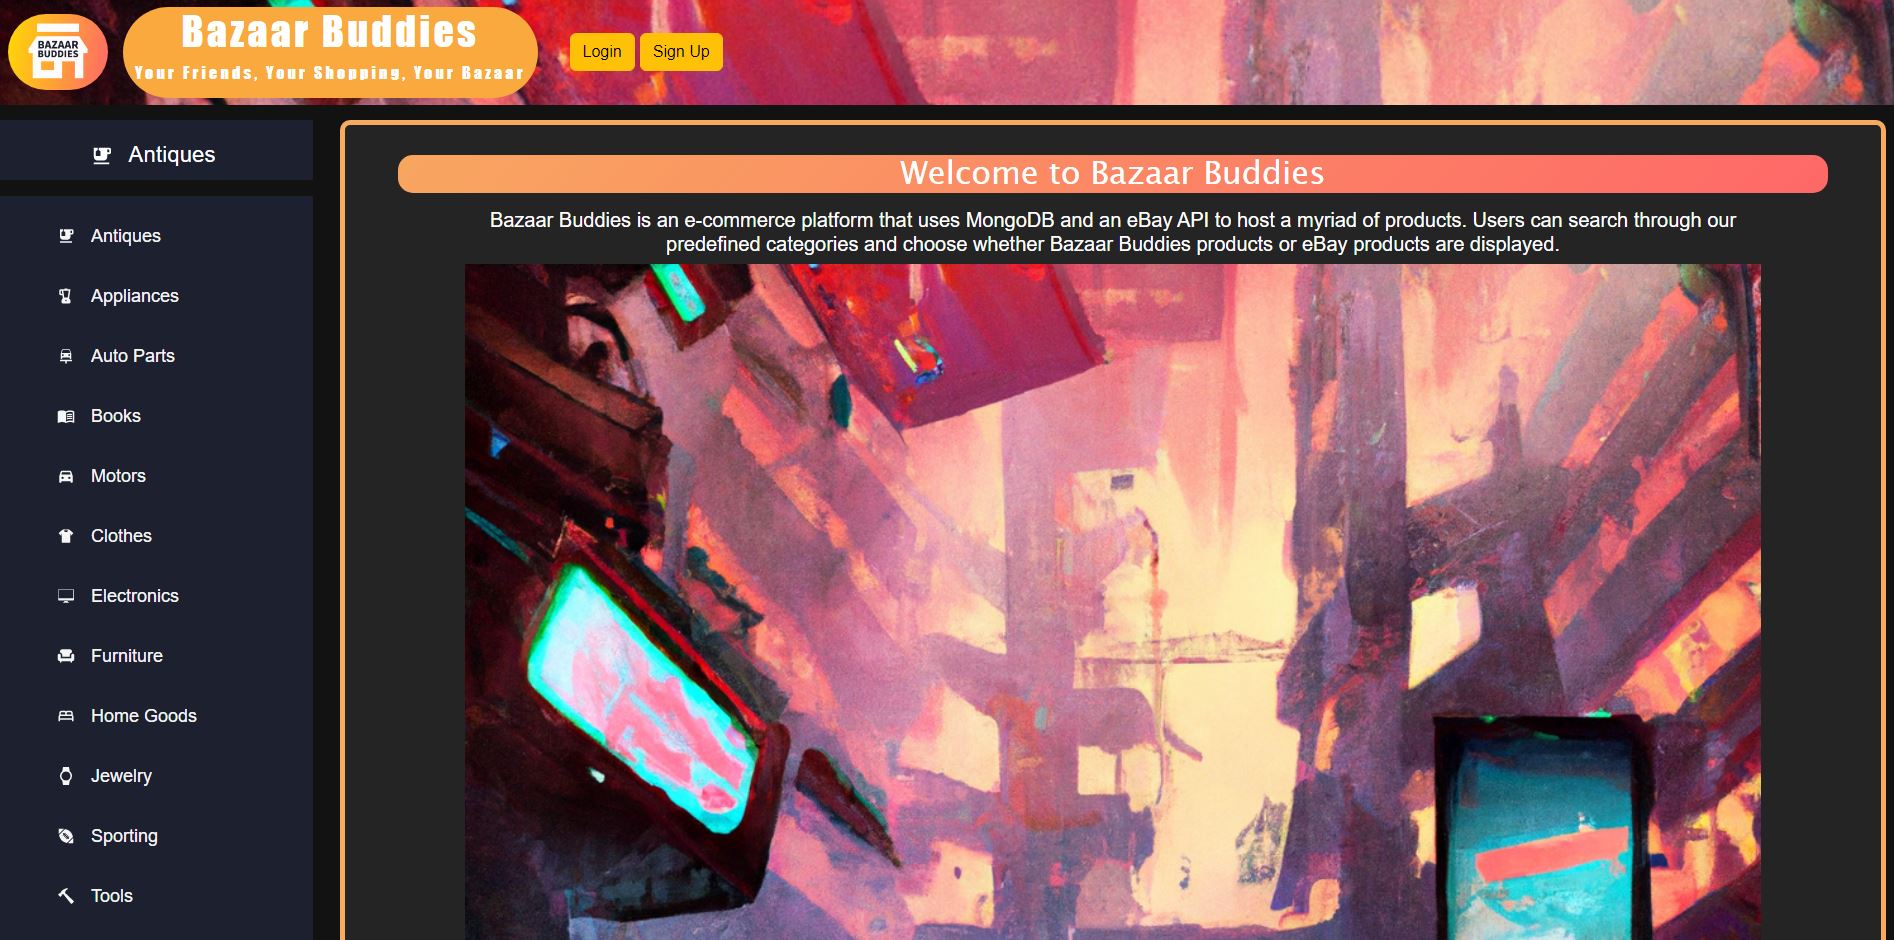 BAZAAR
BUDDIES
Bazaar Buddies
Your Friends, Your Shopping, Your Bazaar
Login
Sign Up
Antiques
Antiques
Appliances
Auto Parts
Books
Motors
Clothes
Electronics
Furniture
Home Goods
Jewelry
Sporting
Tools
Welcome to Bazaar Buddies
Bazaar Buddies is an e-commerce platform that uses MongoDB and an eBay API to host a myriad of products. Users can search through our
predefined categories and choose whether Bazaar Buddies products or eBay products are displayed.